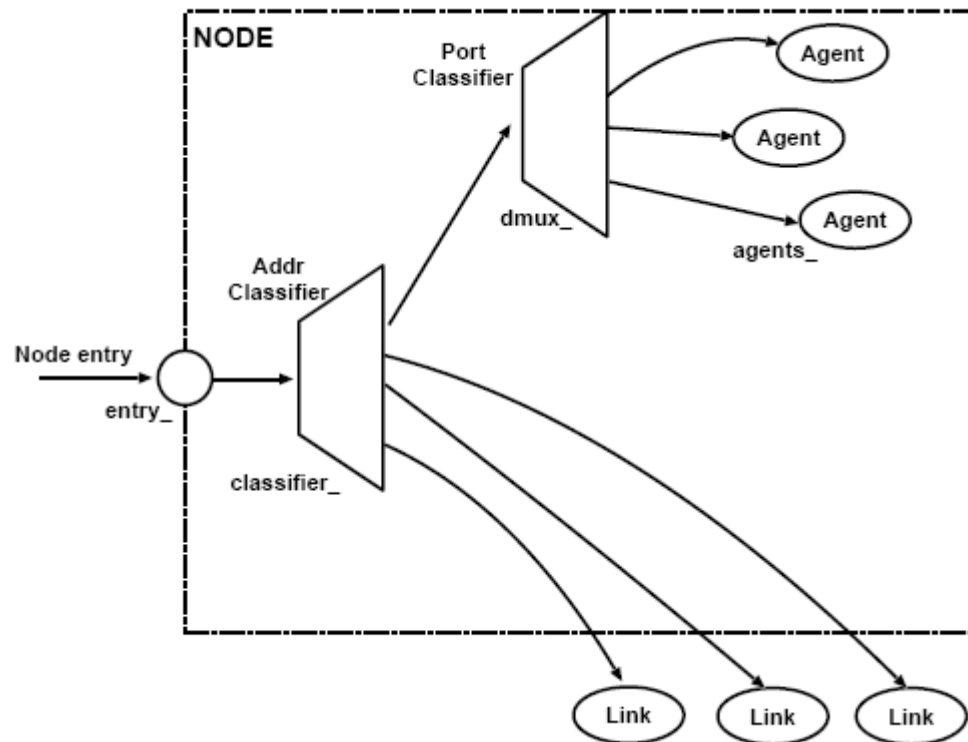 NODE
Port
Classifier
Agent
Agent
Agent
dmux_
agents_
Addr
Classifier
Node entry
entry_
classifier_
Link
Link
Link